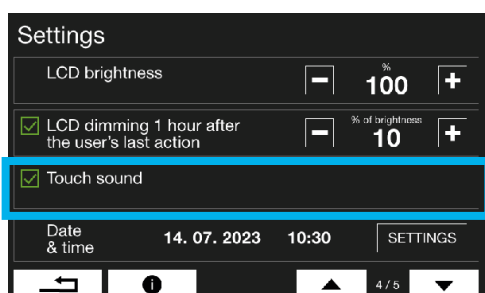 Settings
LCD brightness
%
100
LCD dimming 1 hour after
the user's last action
% of brightness
10
Touch sound
Date
& time
14. 07. 2023 10:30 SETTINGS
4/5